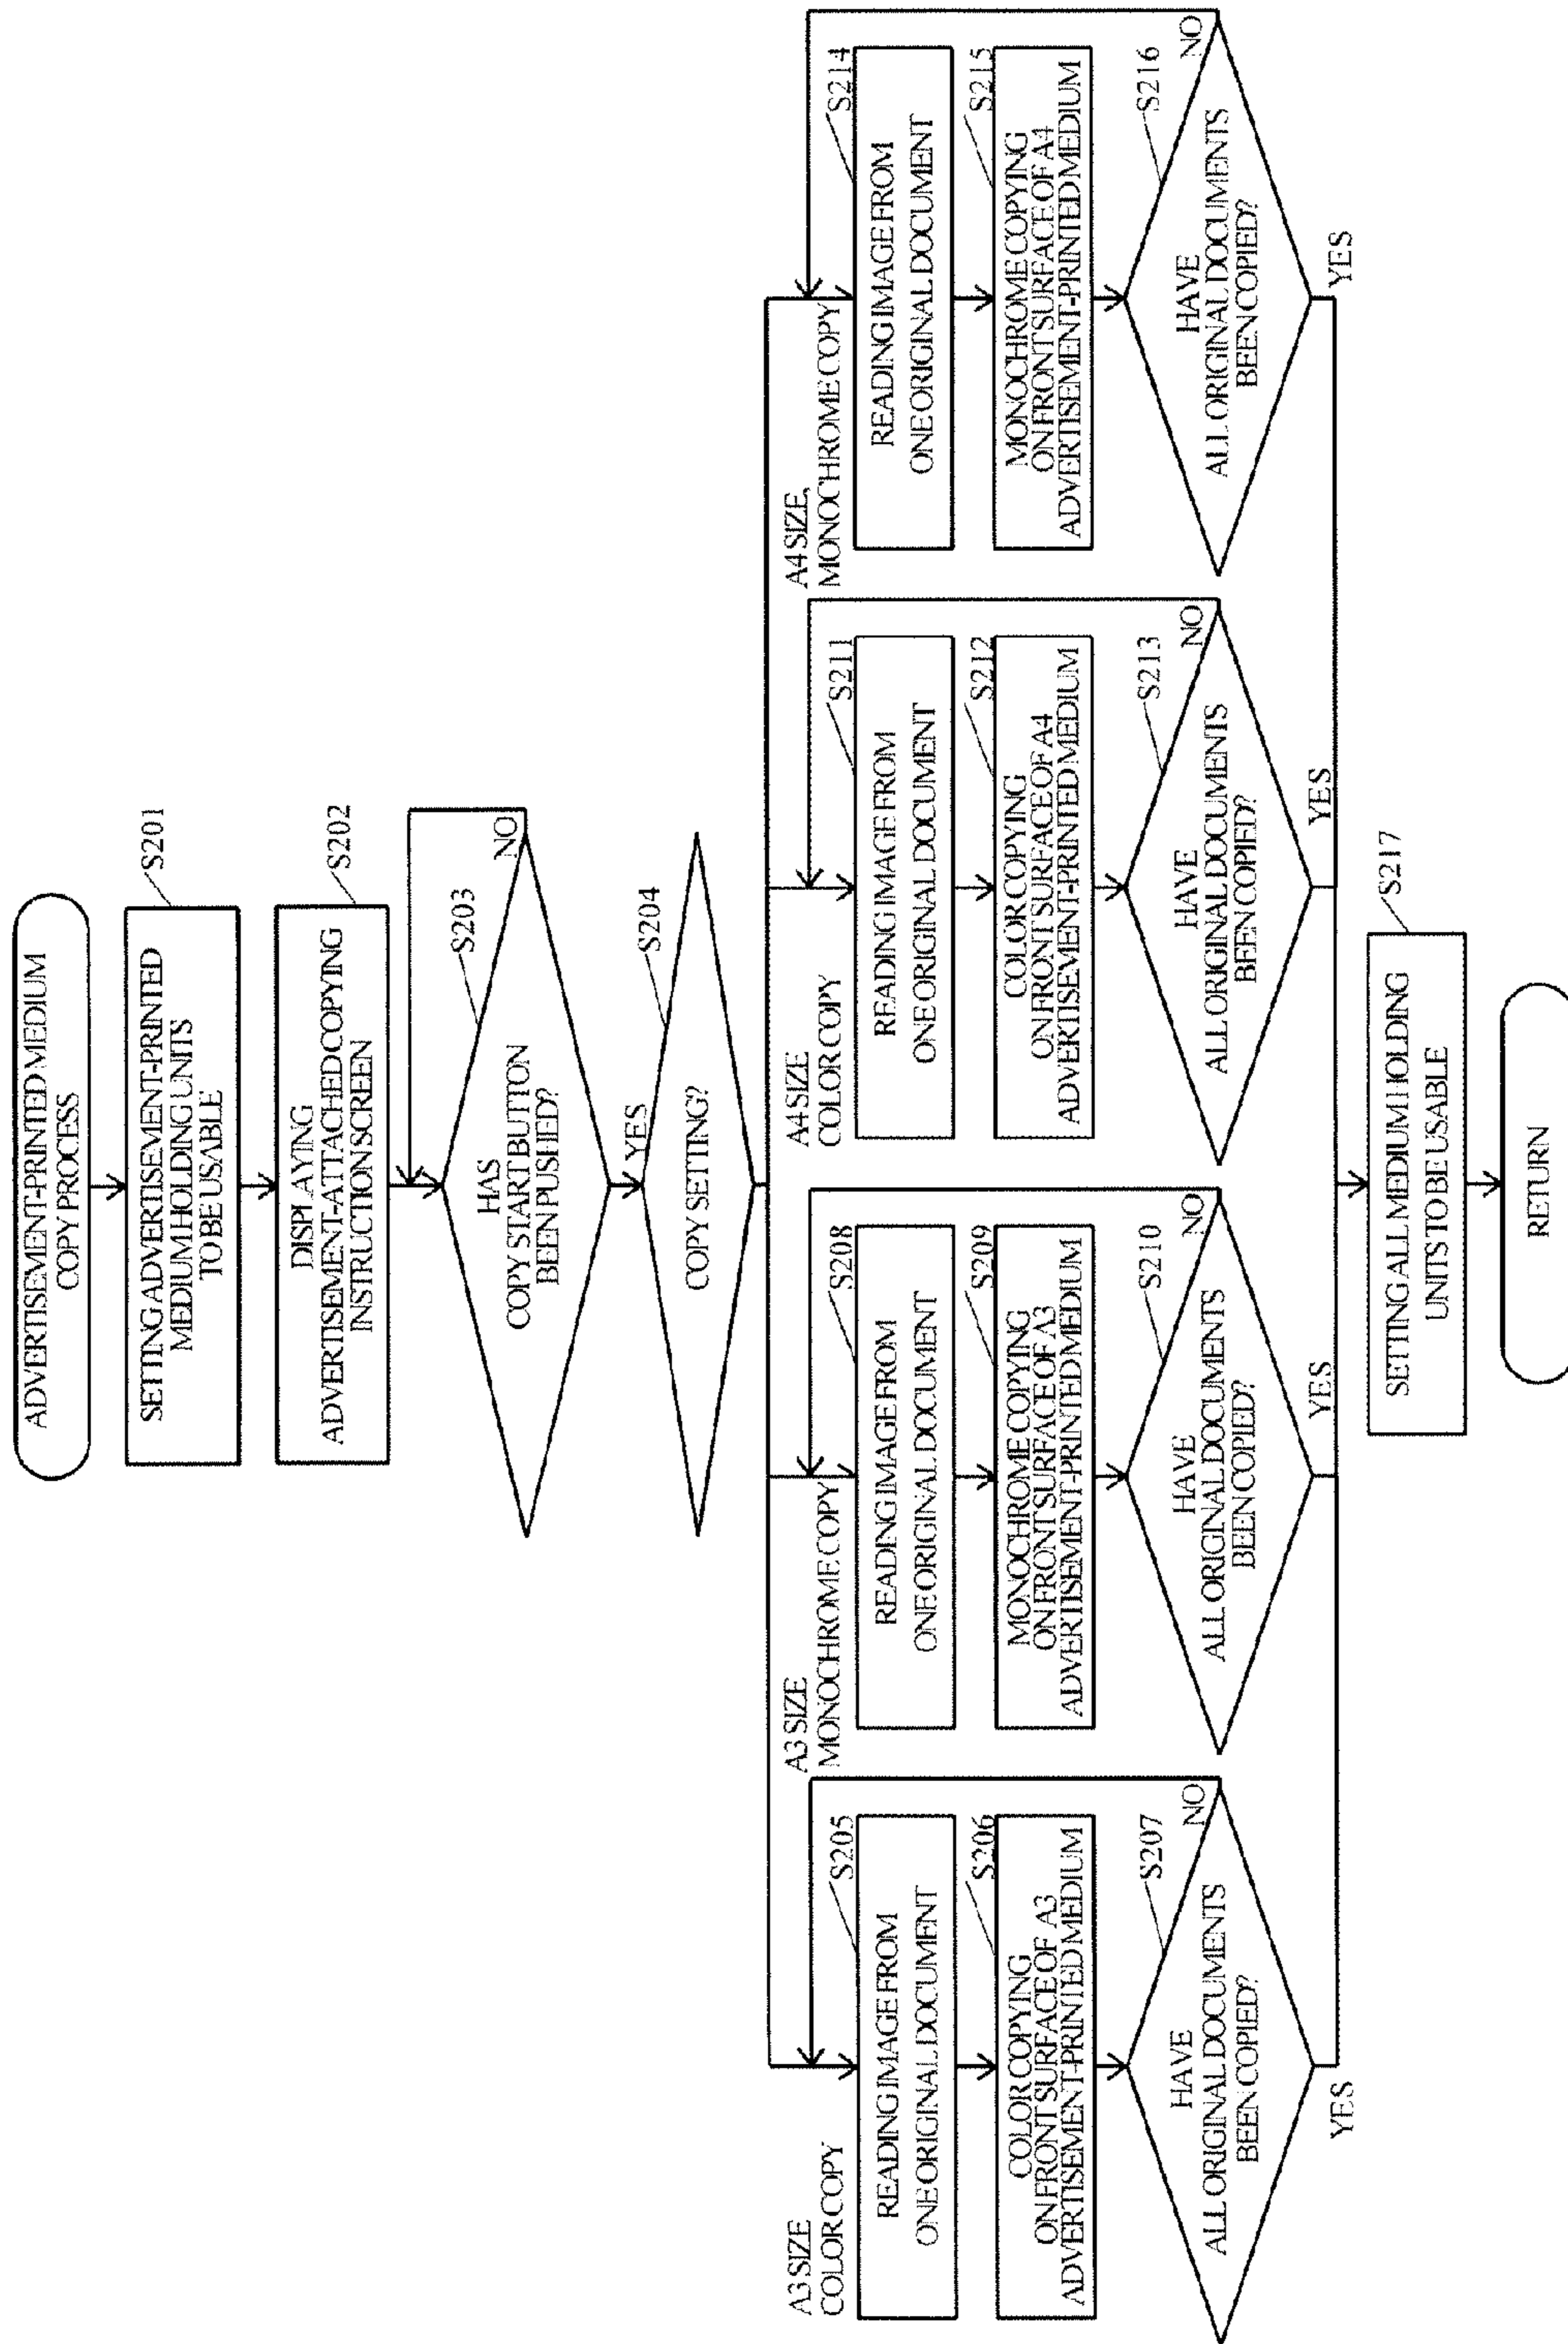 ADVERTISEMENT-PRINTED MEDIUM
COPY PROCESS
S201
SETTING ADVERTISEMENT-PRINTED
MEDIUM HOLDING UNITS
TO BE USABLE
S202
DISPLAYING
ADVERTISEMENT-ATTACHED COPYING
INSTRUCTION SCREEN
S203
HAS
COPY START BUTTON
BEEN PUSHED?
NO
YES
S204
COPY SETTING?
A3 SIZE
COLOR COPY
S205
READING IMAGE FROM
ONE ORIGINAL DOCUMENT
S206
COLOR COPYING
ON FRONT SURFACE OF A3
ADVERTISEMENT-PRINTED MEDIUM
S207
HAVE
ALL ORIGINAL DOCUMENTS
BEEN COPIED?
NO
YES
A3 SIZE
MONOCHROME COPY
S208
READING IMAGE FROM
ONE ORIGINAL DOCUMENT
S209
MONOCHROME COPYING
ON FRONT SURFACE OF A3
ADVERTISEMENT-PRINTED MEDIUM
S210
HAVE
ALL ORIGINAL DOCUMENTS
BEEN COPIED?
NO
YES
A4 SIZE
COLOR COPY
S211
READING IMAGE FROM
ONE ORIGINAL DOCUMENT
S212
COLOR COPYING
ON FRONT SURFACE OF A4
ADVERTISEMENT-PRINTED MEDIUM
S213
HAVE
ALL ORIGINAL DOCUMENTS
BEEN COPIED?
NO
YES
A4 SIZE,
MONOCHROME COPY
S214
READING IMAGE FROM
ONE ORIGINAL DOCUMENT
S215
MONOCHROME COPYING
ON FRONT SURFACE OF A4
ADVERTISEMENT-PRINTED MEDIUM
S216
HAVE
ALL ORIGINAL DOCUMENTS
BEEN COPIED?
NO
YES
S217
SETTING ALL MEDIUM HOLDING
UNITS TO BE USABLE
RETURN